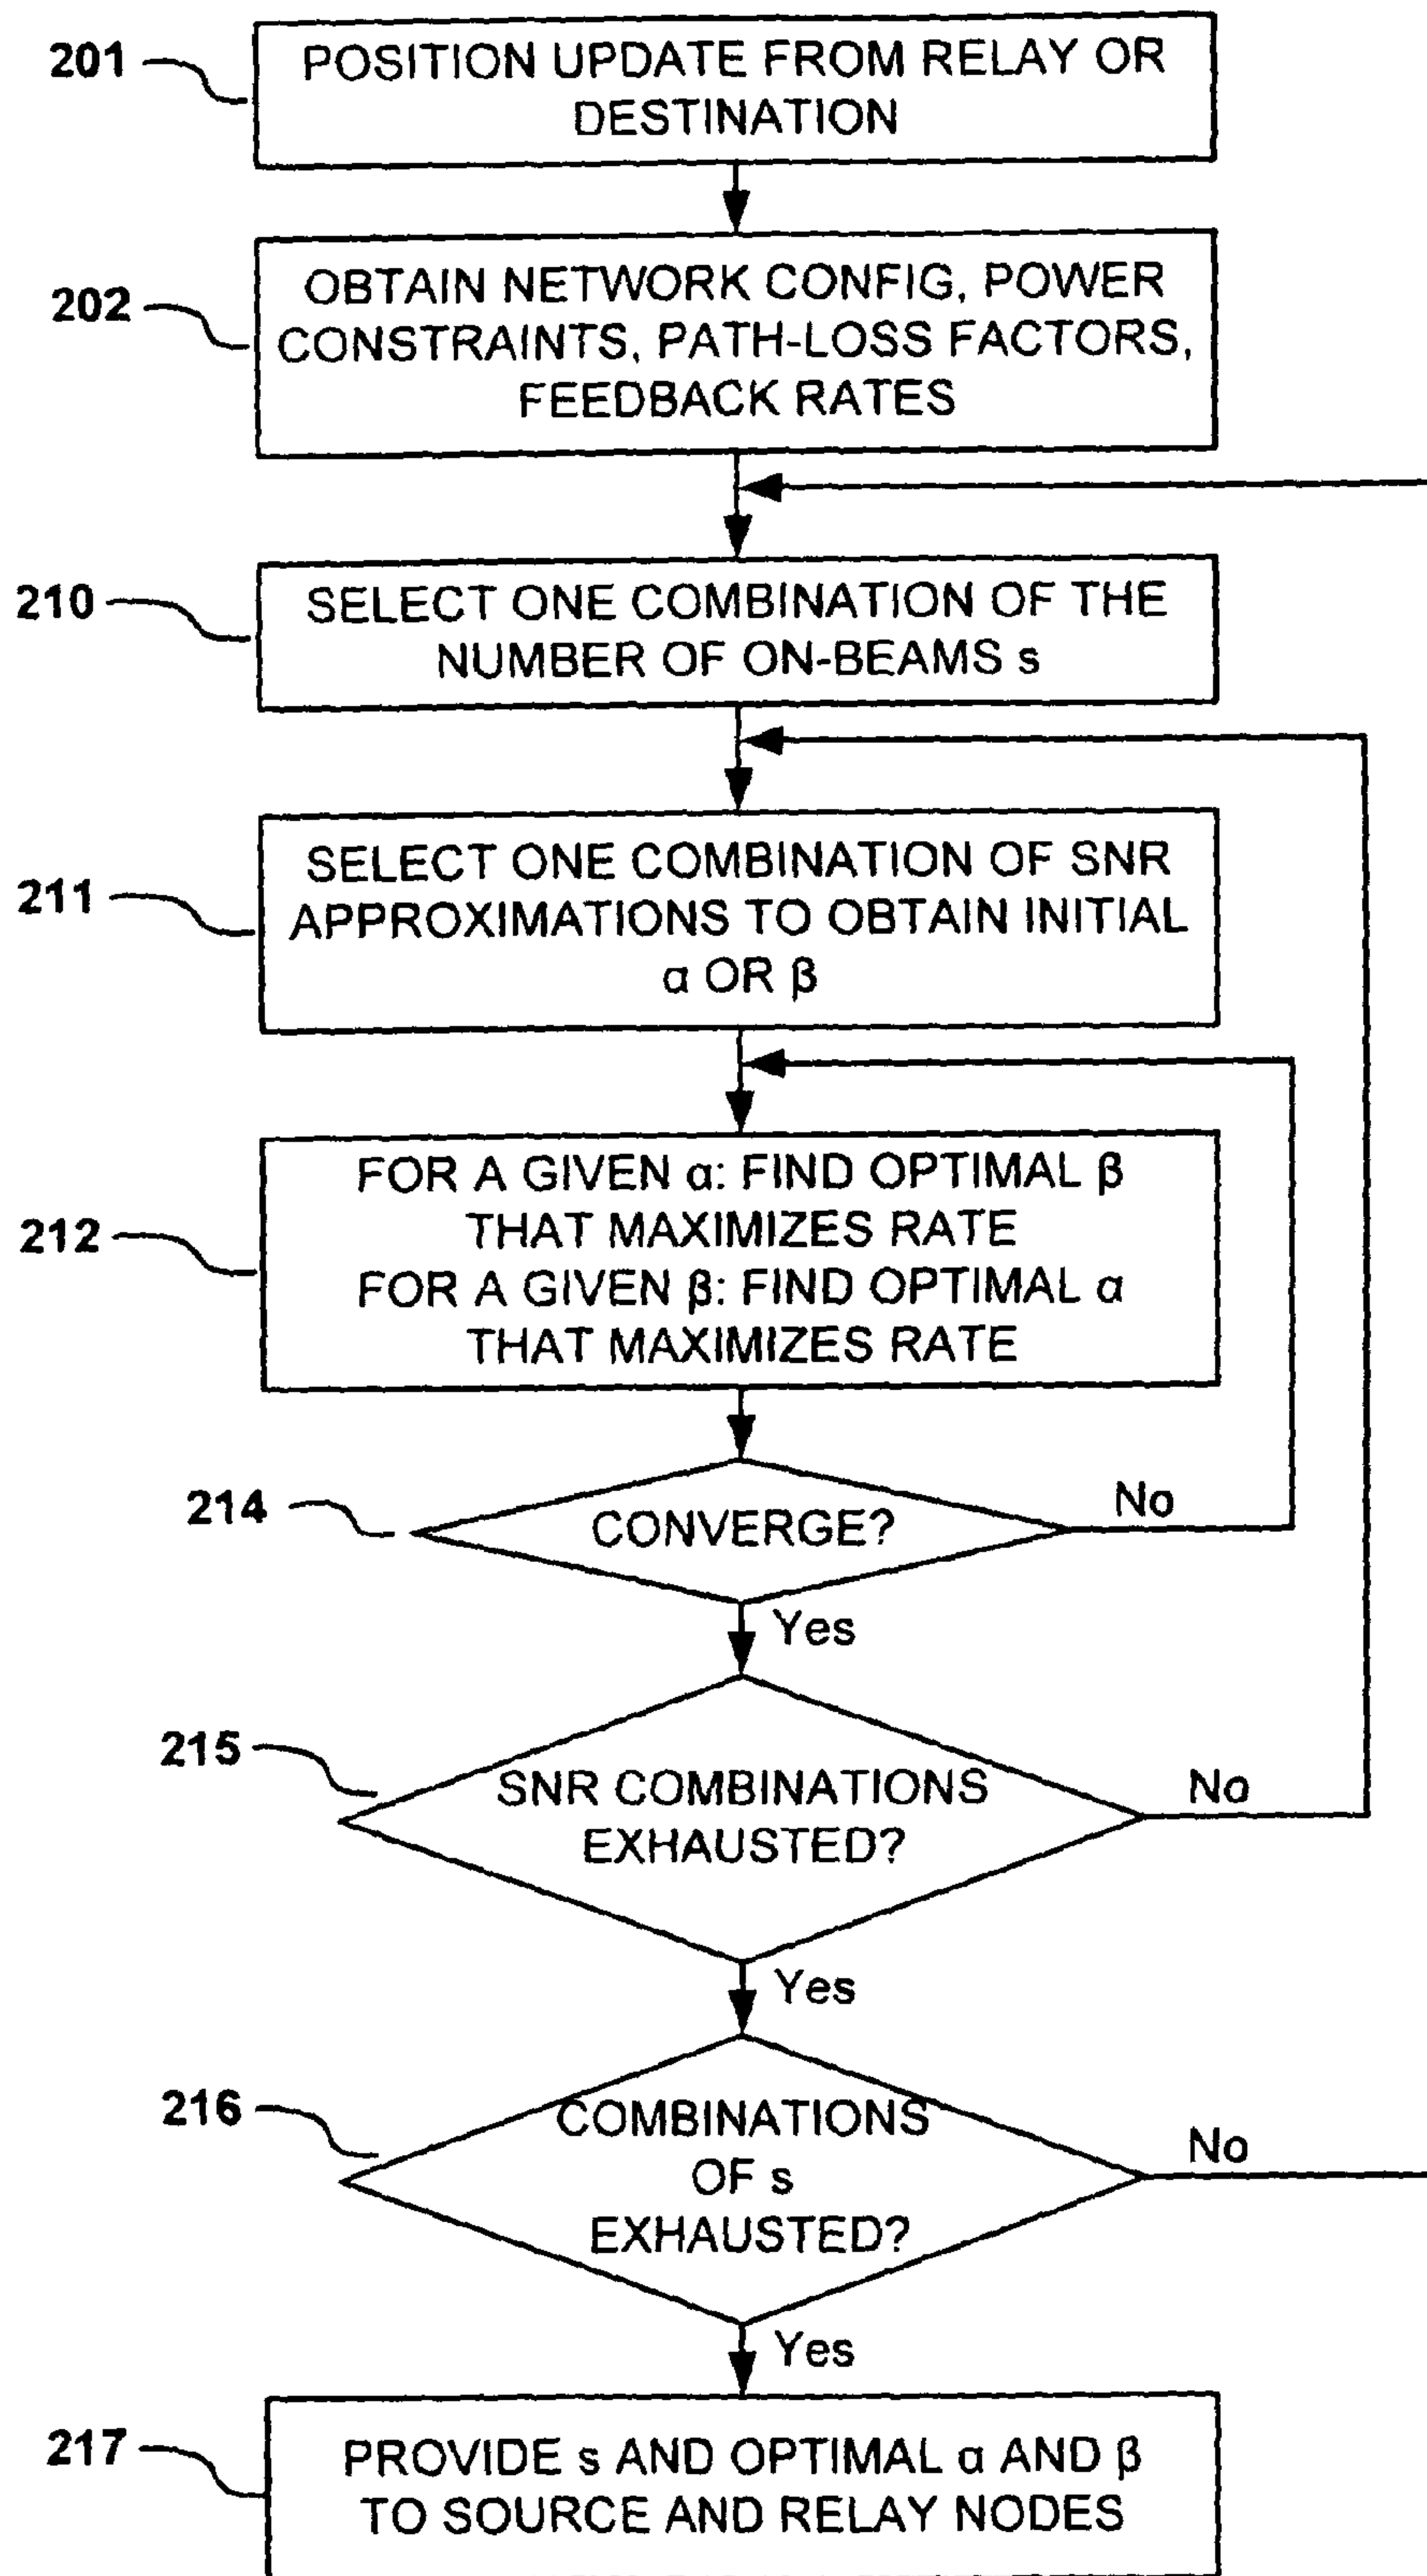 201
POSITION UPDATE FROM RELAY OR
DESTINATION
202
OBTAIN NETWORK CONFIG, POWER
CONSTRAINTS, PATH-LOSS FACTORS,
FEEDBACK RATES
210
SELECT ONE COMBINATION OF THE
NUMBER OF ON-BEAMS s
211
SELECT ONE COMBINATION OF SNR
APPROXIMATIONS TO OBTAIN INITIAL
α OR β
212
FOR A GIVEN α: FIND OPTIMAL β
THAT MAXIMIZES RATE
FOR A GIVEN β: FIND OPTIMAL α
THAT MAXIMIZES RATE
214
CONVERGE?
No
Yes
215
SNR COMBINATIONS
EXHAUSTED?
No
Yes
216
COMBINATIONS
OF s
EXHAUSTED?
No
Yes
217
PROVIDE s AND OPTIMAL α AND β
TO SOURCE AND RELAY NODES